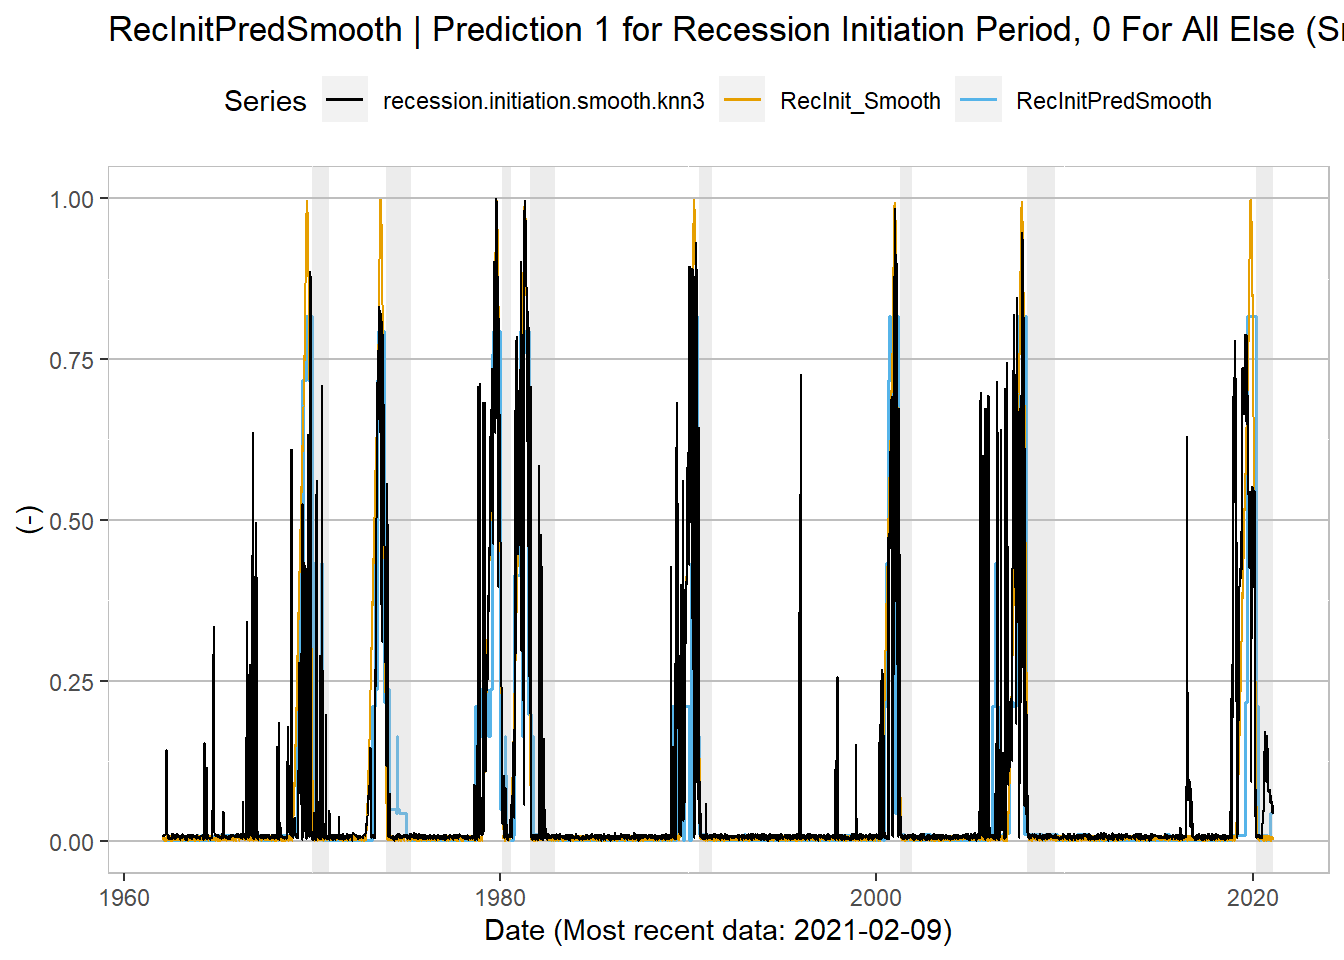 RecInitPredSmooth | Prediction 1 for Recession Initiation Period, 0 For All Else
Series recession.initiation.smooth.knn3 RecInit_Smooth RecInitPredSmooth
1.00
0.75
0.50
0.25
0.00
(-)
1960 1980 2000 2020
Date (Most recent data: 2021-02-09)